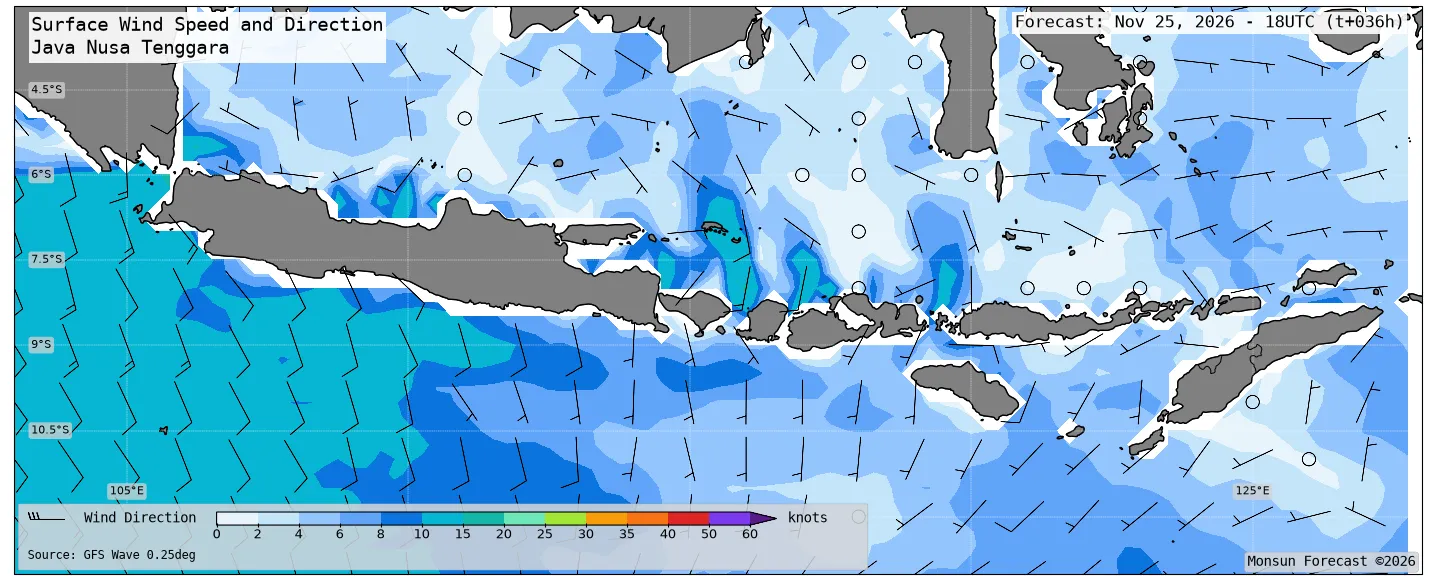 Surface Wind Speed and Direction
Java Nusa Tenggara
Forecast: Nov 25, 2026 - 18UTC (t+036h)
4.5°S
6°S
7.5°S
9°S
10.5°S
105°E
125°E
Wind Direction
0 2 4 6 8 10 15 20 25 30 35 40 50 60
knots
Source: GFS Wave 0.25deg
Monsun Forecast ©2026